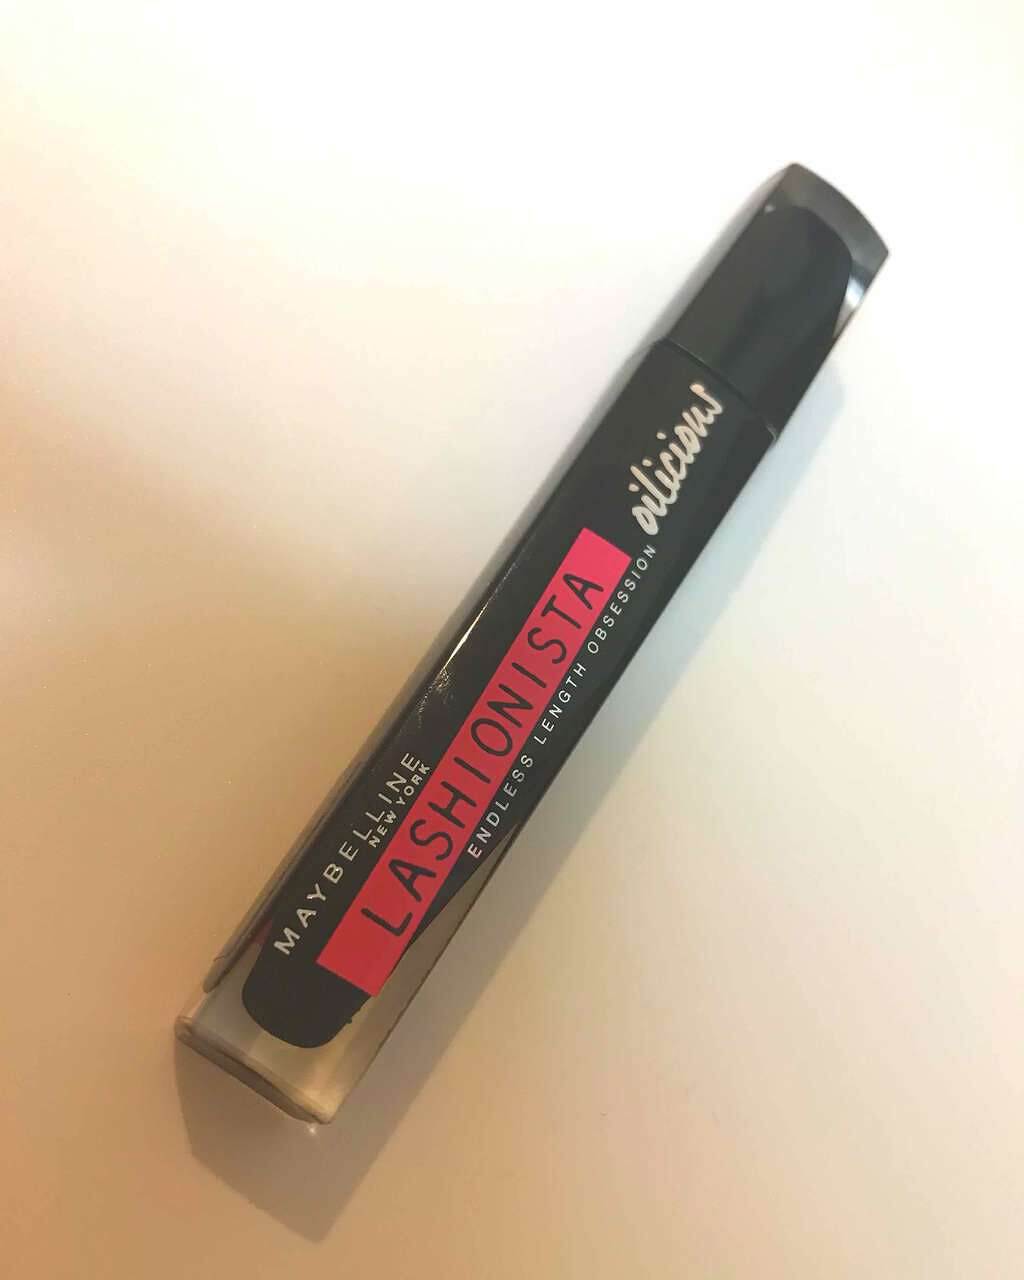 MAYBELLINE
NEW YORK
LASHIONISTA
ENDLESS LENGTH OBSESSION
oilicious